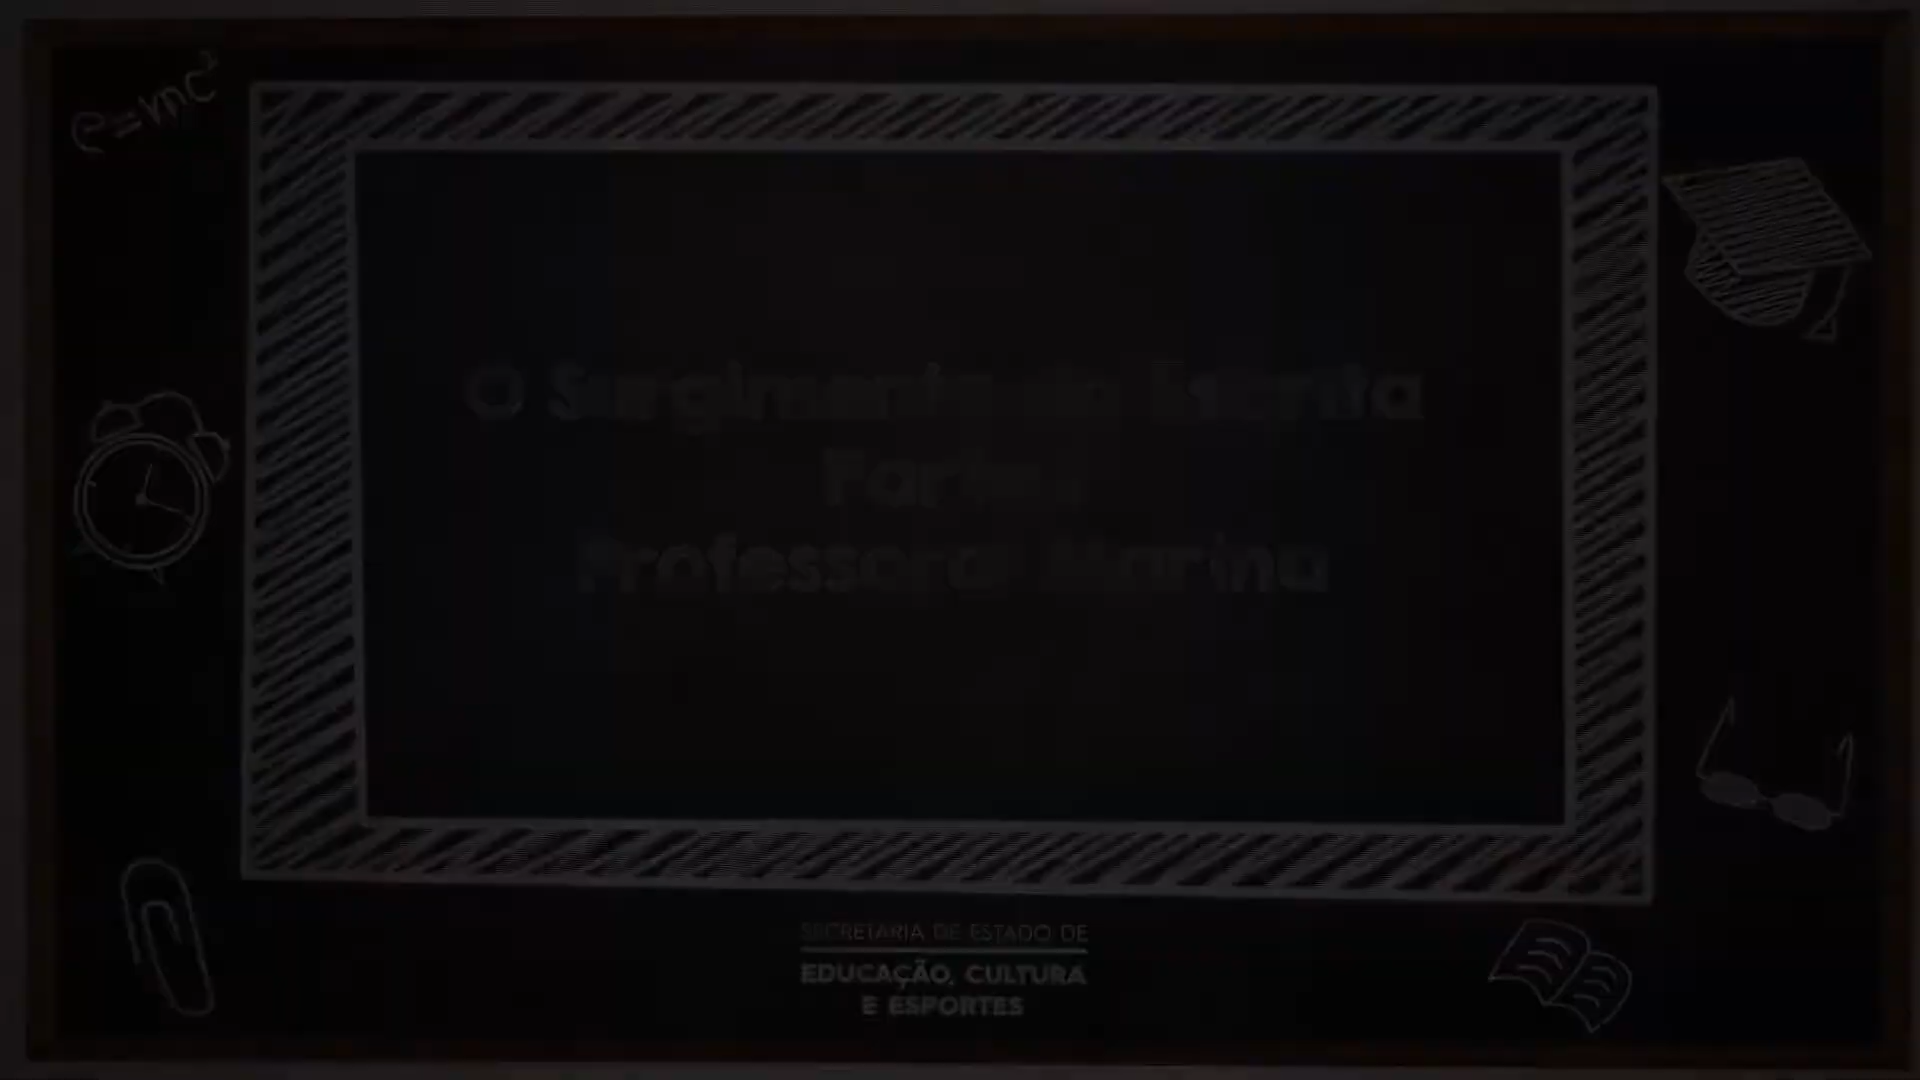 e=mc²
O Surgimento da Escrita
Parte
Professora: Marina
SECRETARIA DE ESTADO DE
EDUCAÇÃO, CULTURA
E ESPORTES